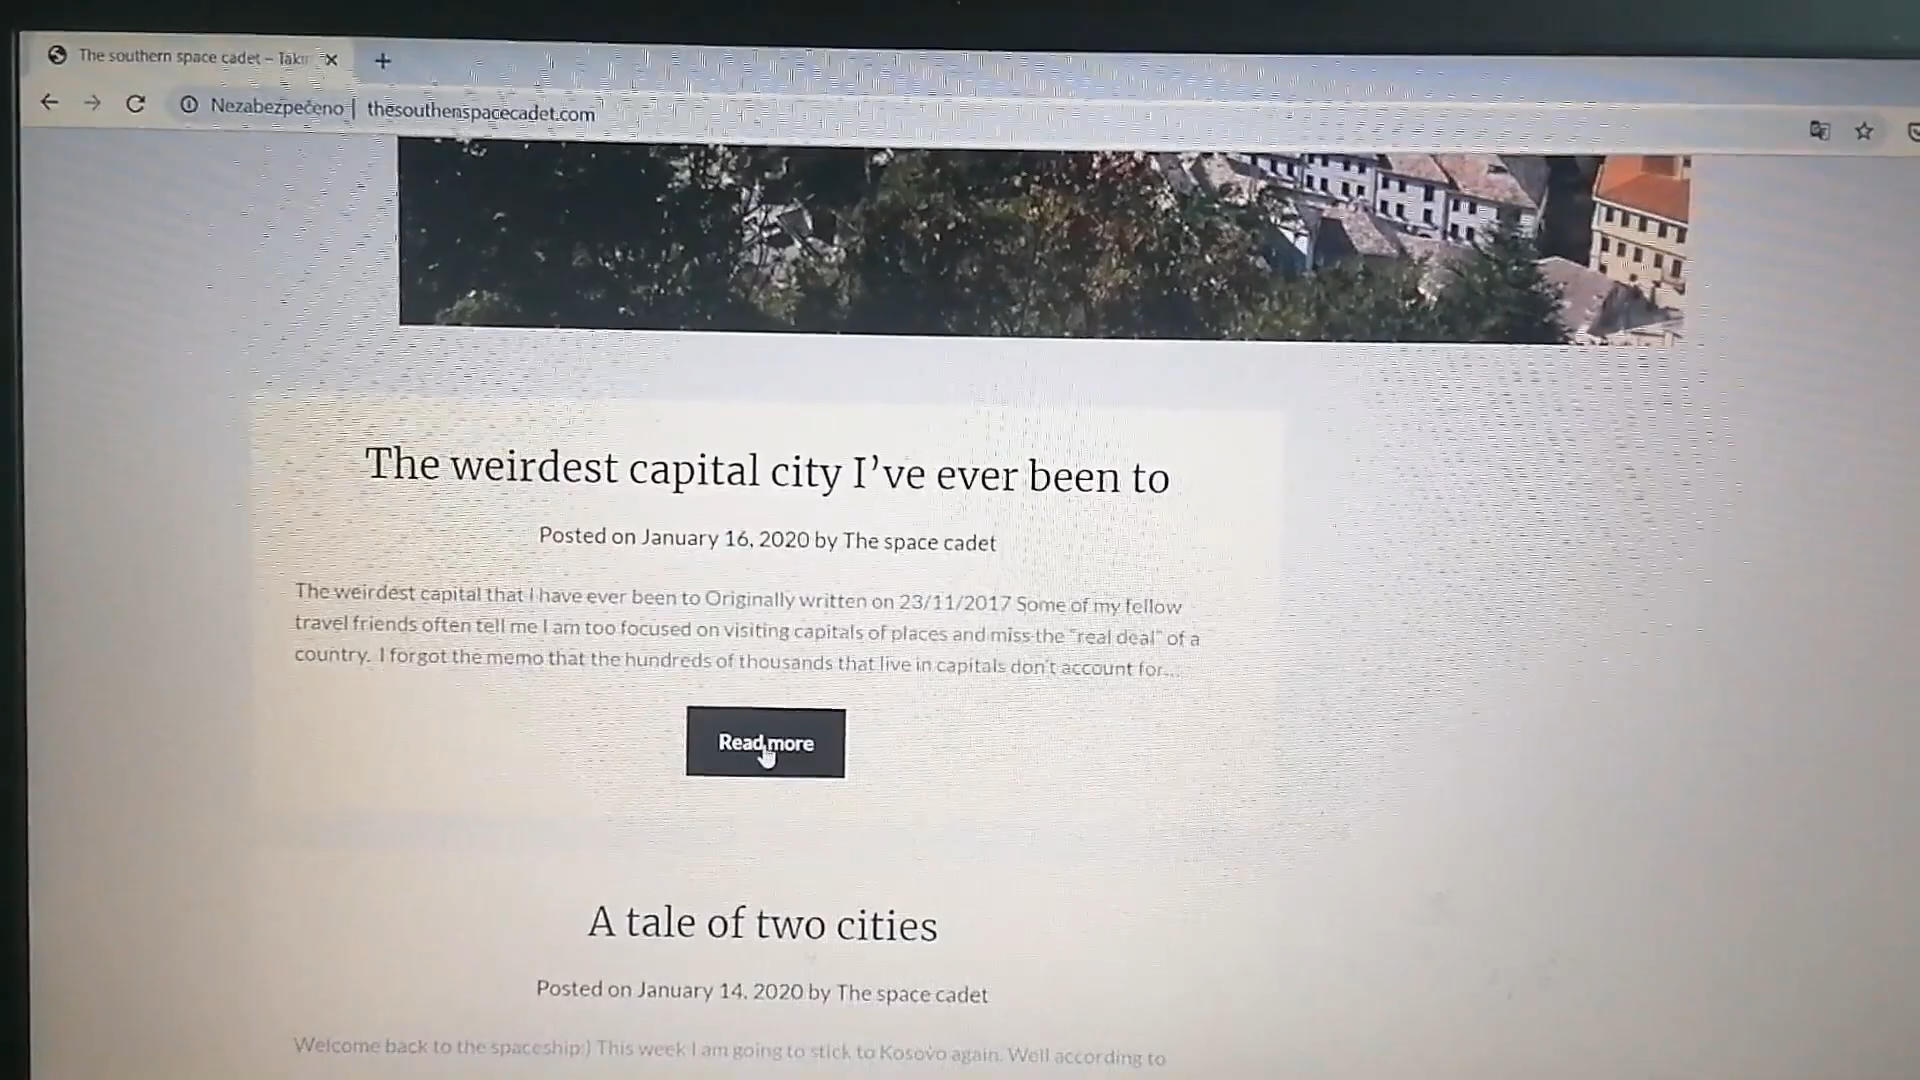 The southern space cadet – Taki
Nezabezpečeno | thesouthenspacecadet.com
The weirdest capital city I've ever been to
Posted on January 16, 2020 by The space cadet
The weirdest capital that I have ever been to Originally written on 23/11/2017 Some of my fellow
travel friends often tell me I am too focused on visiting capitals of places and miss the "real deal" of a
country. I forgot the memo that the hundreds of thousands that live in capitals don't account for...
Read more
A tale of two cities
Posted on January 14, 2020 by The space cadet
Welcome back to the spaceship:) This week I am going to stick to Kosovo again. Well according to